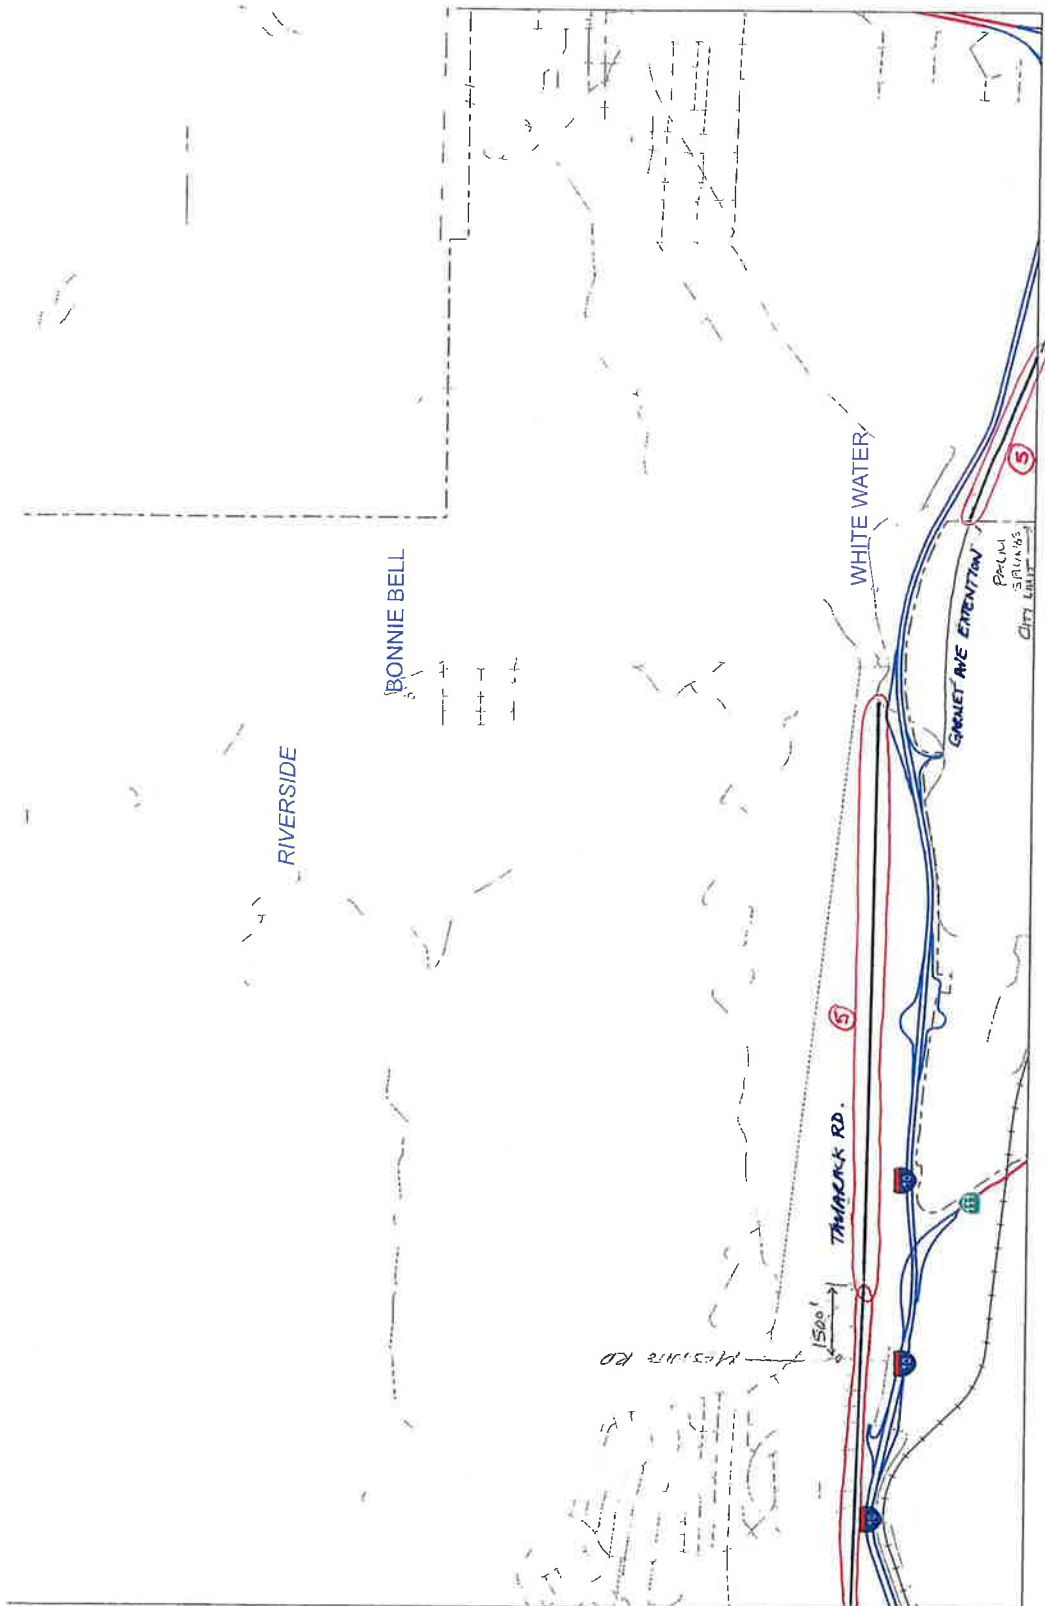 RIVERSIDE
BONNIE BELL
WHITE WATER
TAMARACK RD.
5
1500'
10
10
10
111
GARNET AVE EXTENTION
PALM
SPRINGS
CITY LIMIT
5